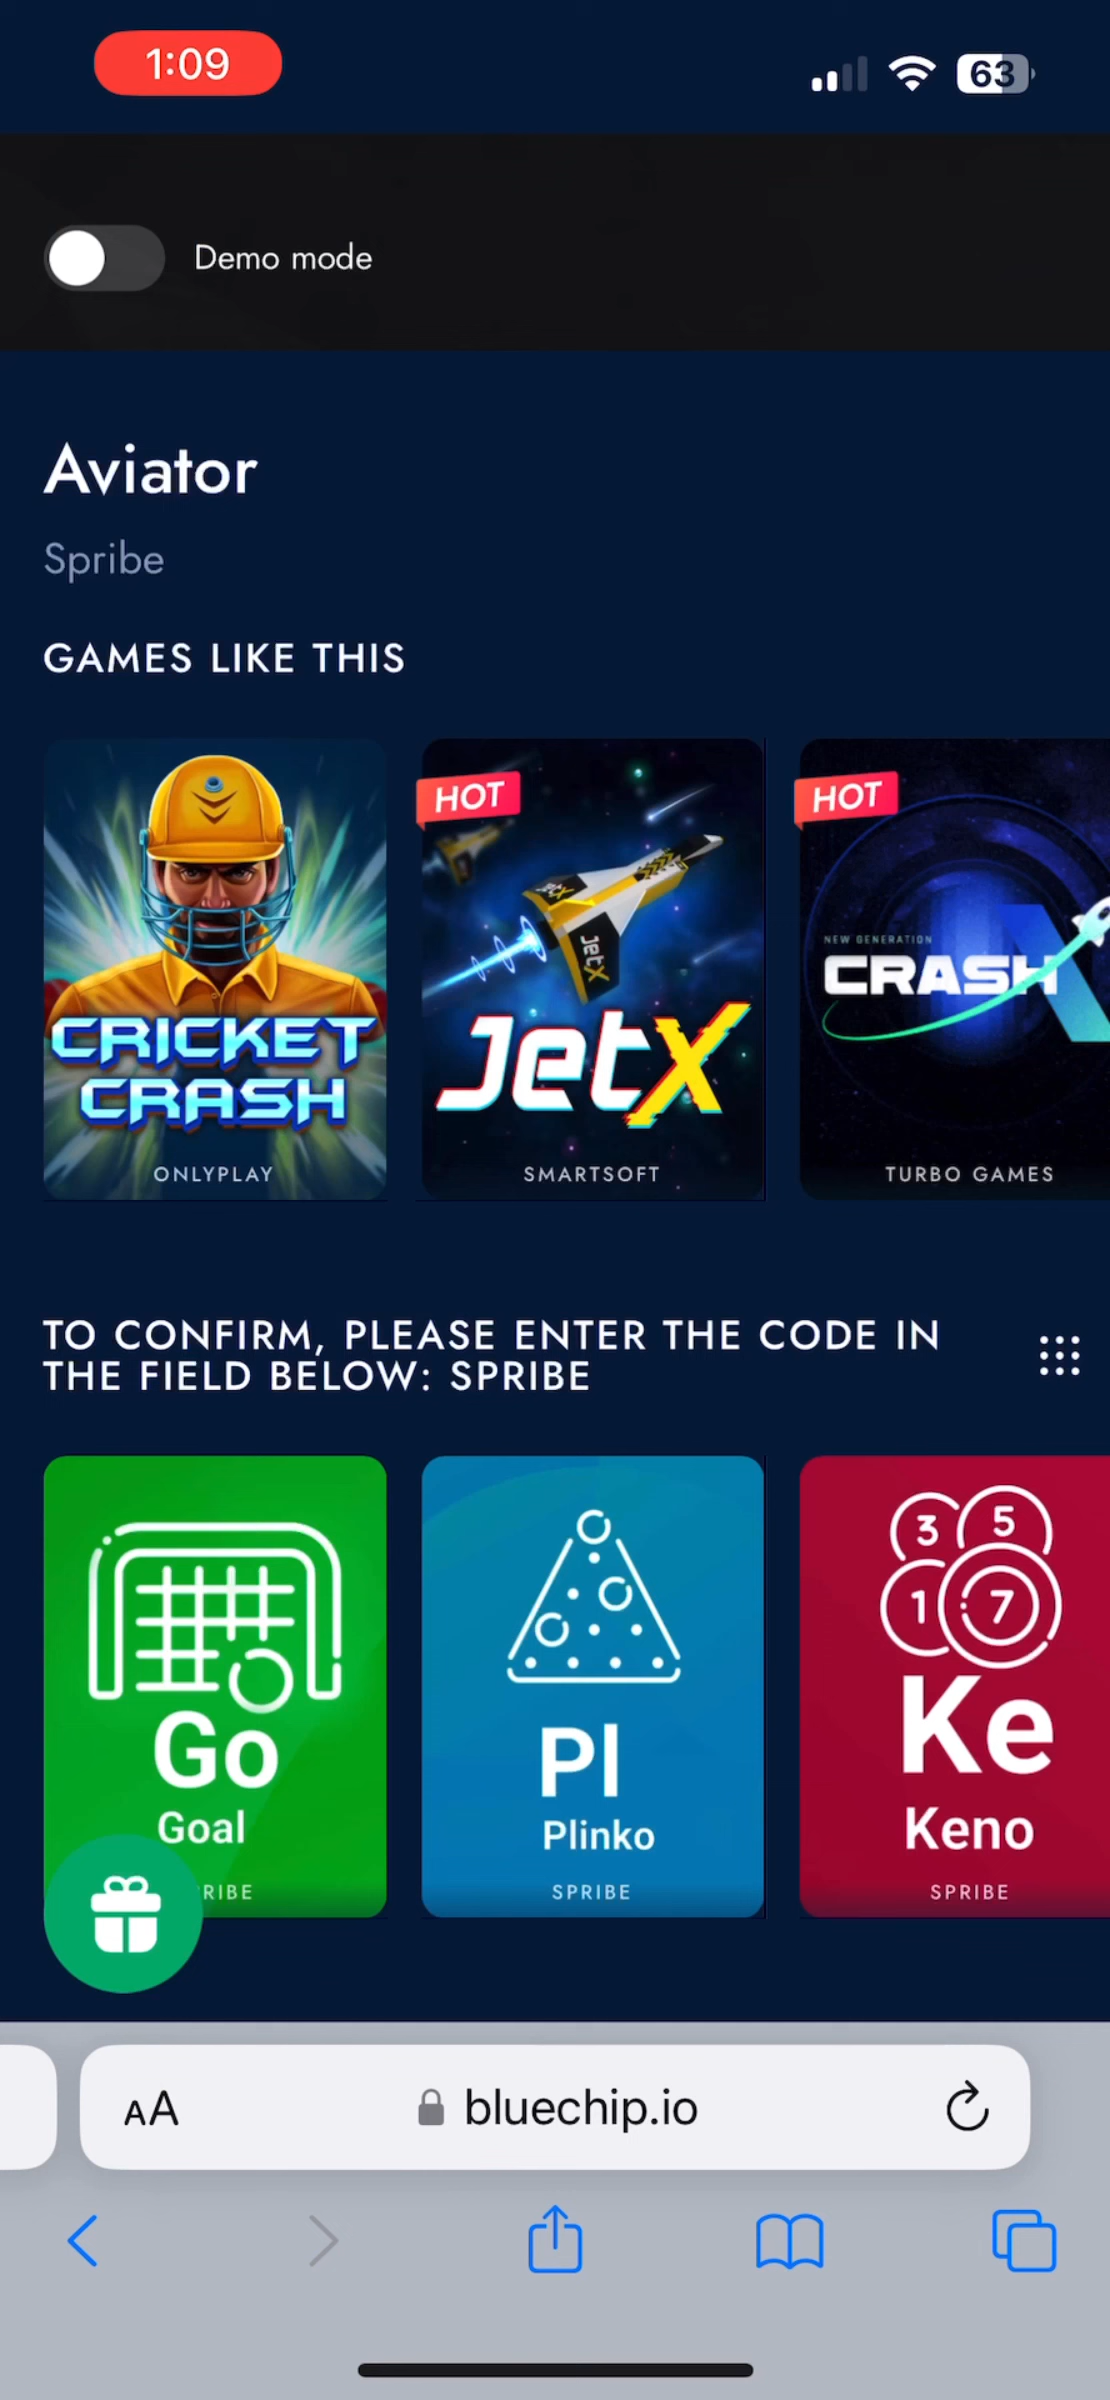 1:09
63
Demo mode
Aviator
Spribe
GAMES LIKE THIS
HOT
HOT
NEW GENERATION
CRASH X
CRICKET
CRASH
JetX
JetX
ONLYPLAY
SMARTSOFT
TURBO GAMES
TO CONFIRM, PLEASE ENTER THE CODE IN
THE FIELD BELOW: SPRIBE
3 5
1 7
Go
Pl
Ke
Goal
Plinko
Keno
RIBE
SPRIBE
SPRIBE
AA
bluechip.io